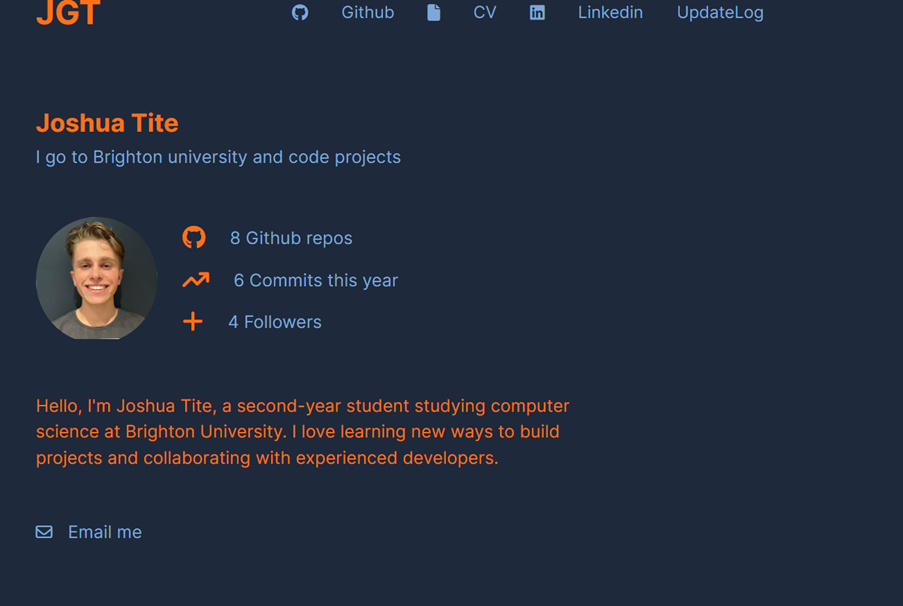 JGT
Github CV Linkedin UpdateLog
Joshua Tite
I go to Brighton university and code projects
8 Github repos
6 Commits this year
4 Followers
Hello, I'm Joshua Tite, a second-year student studying computer
science at Brighton University. I love learning new ways to build
projects and collaborating with experienced developers.
Email me